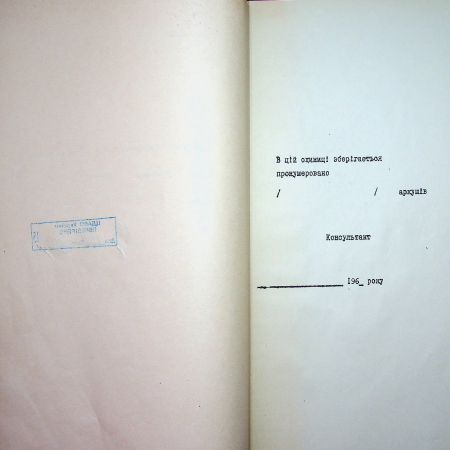 В цій одиниці зберігається
пронумеровано
/ / аркушів
Консультант
196_ року